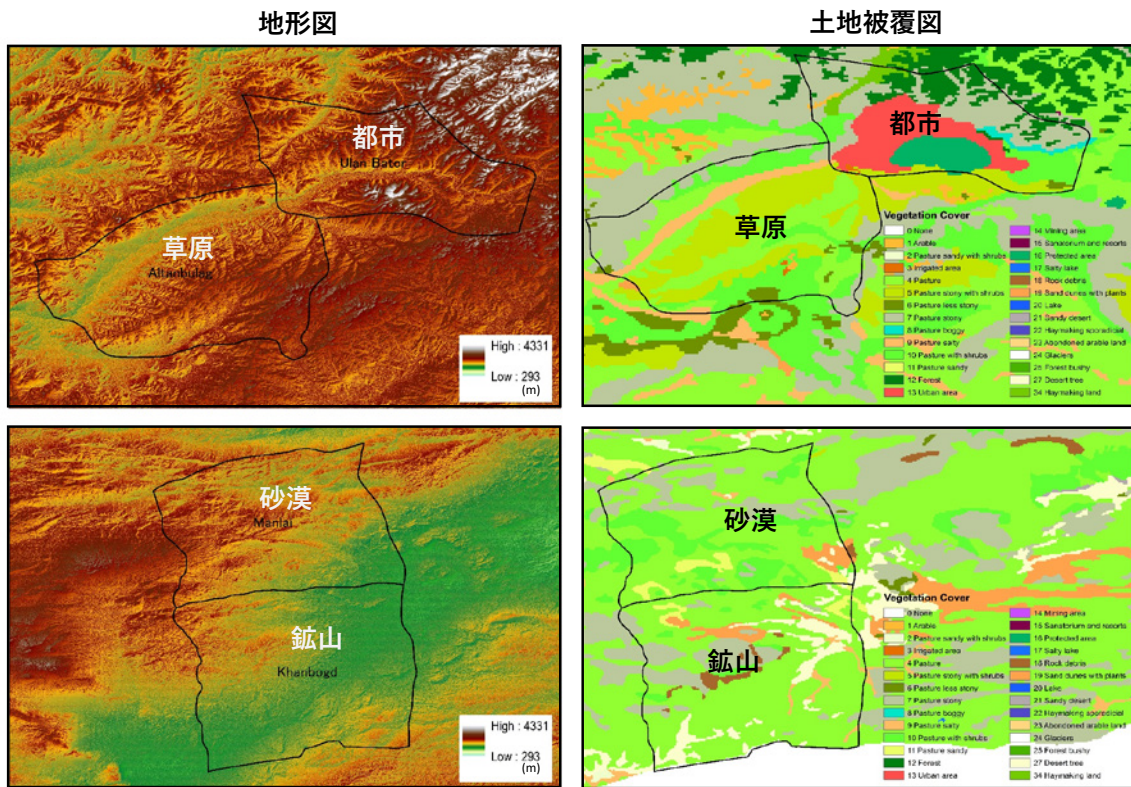 地形図
土地被覆図
都市
Ulan Bator
草原
Altanbulag
High : 4331
Low : 293
(m)
都市
草原
Vegetation Cover
0 None
1 Arable
2 Pasture sandy with shrubs
3 Irrigated area
4 Pasture
5 Pasture stony with shrubs
6 Pasture less stony
7 Pasture stony
8 Pasture boggy
9 Pasture salty
10 Pasture with shrubs
11 Pasture sandy
12 Forest
13 Urban area
14 Mining area
15 Sanatorium and resorts
16 Protected area
17 Salty lake
18 Rock debris
19 Sand dunes with plants
20 Lake
21 Sandy desert
22 Haymaking sporadicial
23 Abondoned arable land
24 Glaciers
25 Forest bushy
27 Desert tree
34 Haymaking land
砂漠
Manlai
鉱山
Khanbogd
High : 4331
Low : 293
(m)
砂漠
鉱山
Vegetation Cover
0 None
1 Arable
2 Pasture sandy with shrubs
3 Irrigated area
4 Pasture
5 Pasture stony with shrubs
6 Pasture less stony
7 Pasture stony
8 Pasture boggy
9 Pasture salty
10 Pasture with shrubs
11 Pasture sandy
12 Forest
13 Urban area
14 Mining area
15 Sanatorium and resorts
16 Protected area
17 Salty lake
18 Rock debris
19 Sand dunes with plants
20 Lake
21 Sandy desert
22 Haymaking sporadicial
23 Abondoned arable land
24 Glaciers
25 Forest bushy
27 Desert tree
34 Haymaking land